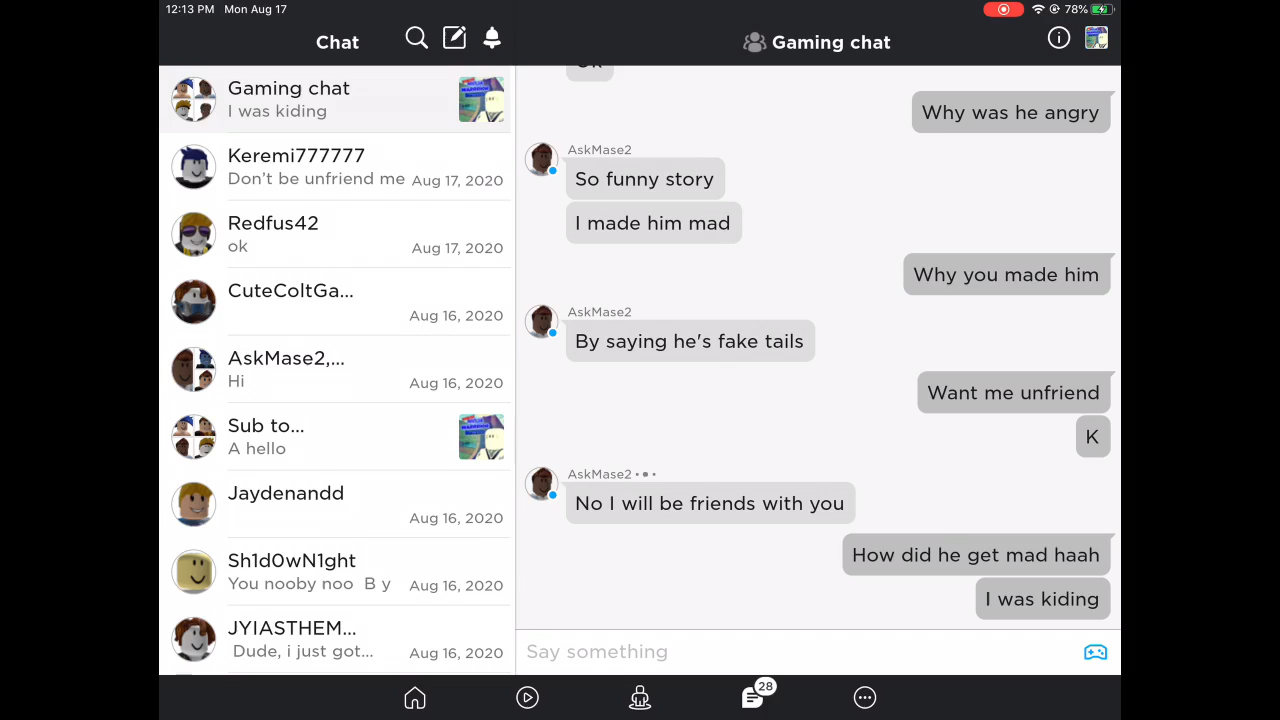 12:13 PM Mon Aug 17
78%
Chat
Gaming chat
I was kiding
Keremi777777
Don't be unfriend me Aug 17, 2020
Redfus42
ok Aug 17, 2020
CuteColtGa...
Aug 16, 2020
AskMase2,...
Hi Aug 16, 2020
Sub to...
A hello
Jaydenandd
Aug 16, 2020
Sh1d0wN1ght
You nooby noo B y Aug 16, 2020
JYIASTHEM...
Dude, i just got... Aug 16, 2020
Gaming chat
Why was he angry
AskMase2
So funny story
I made him mad
Why you made him
AskMase2
By saying he's fake tails
Want me unfriend
K
AskMase2
No I will be friends with you
How did he get mad haah
I was kiding
Say something
28